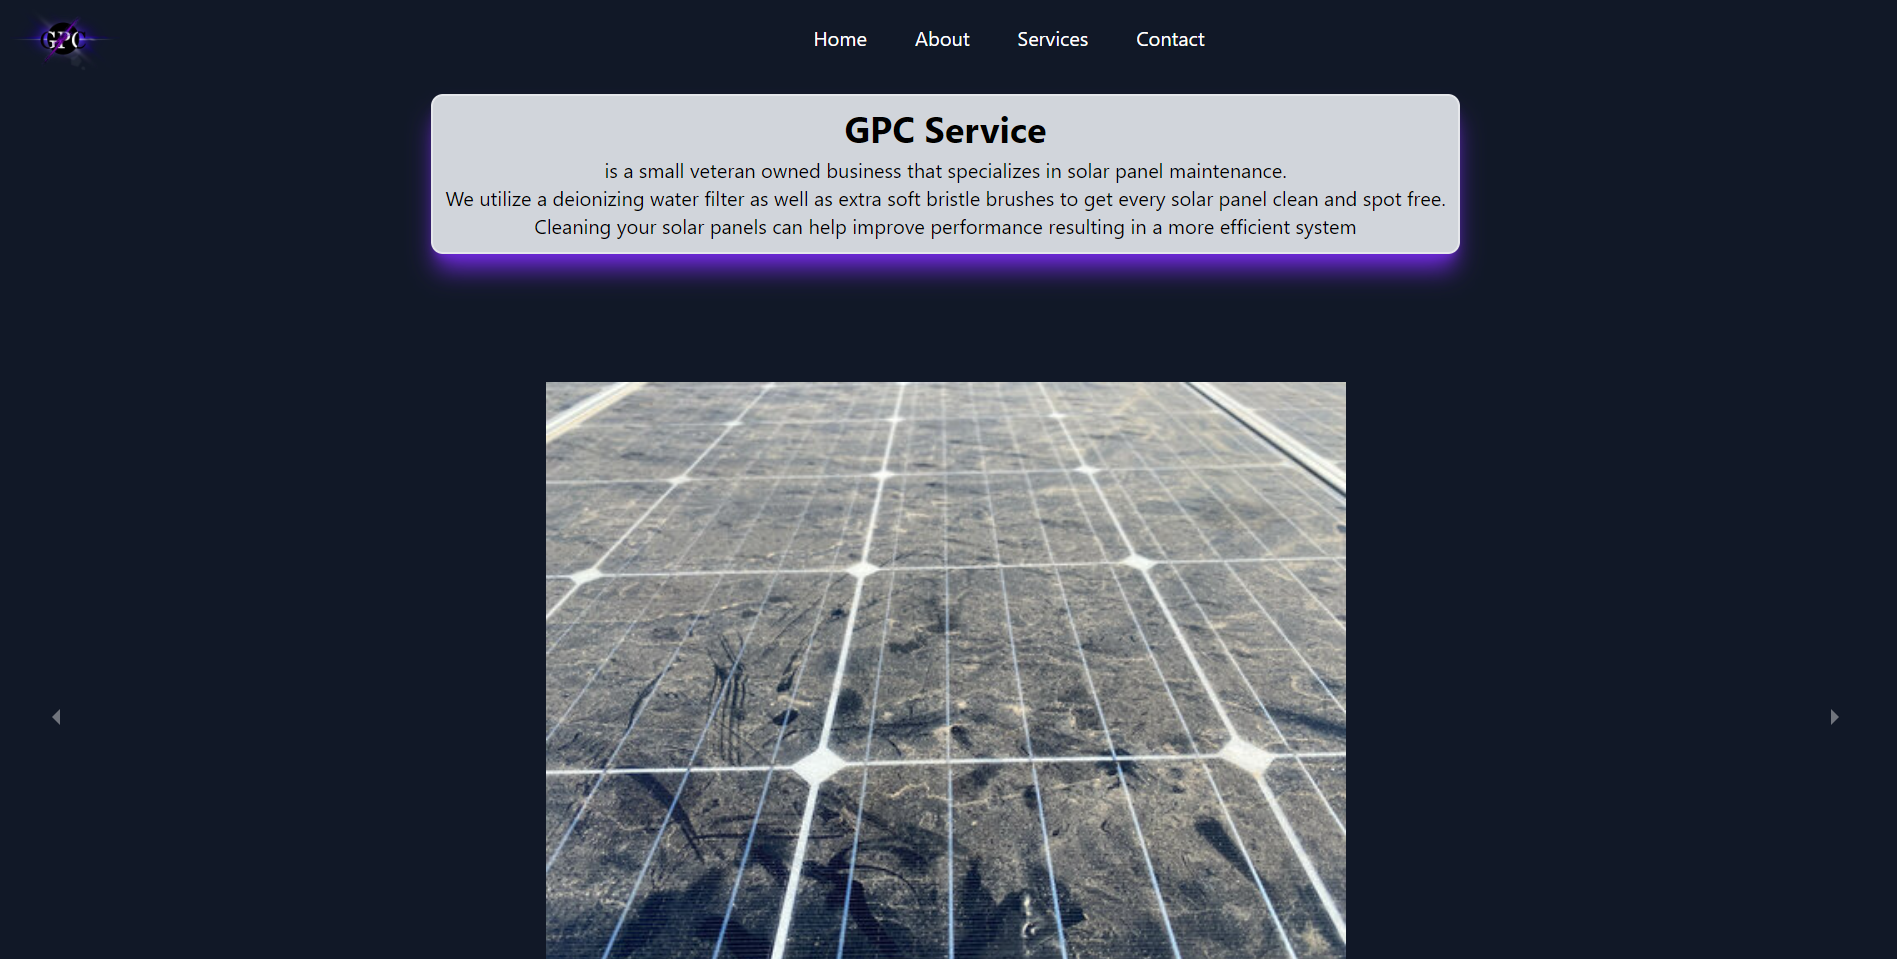 GPC
Home About Services Contact
GPC Service
is a small veteran owned business that specializes in solar panel maintenance.
We utilize a deionizing water filter as well as extra soft bristle brushes to get every solar panel clean and spot free.
Cleaning your solar panels can help improve performance resulting in a more efficient system